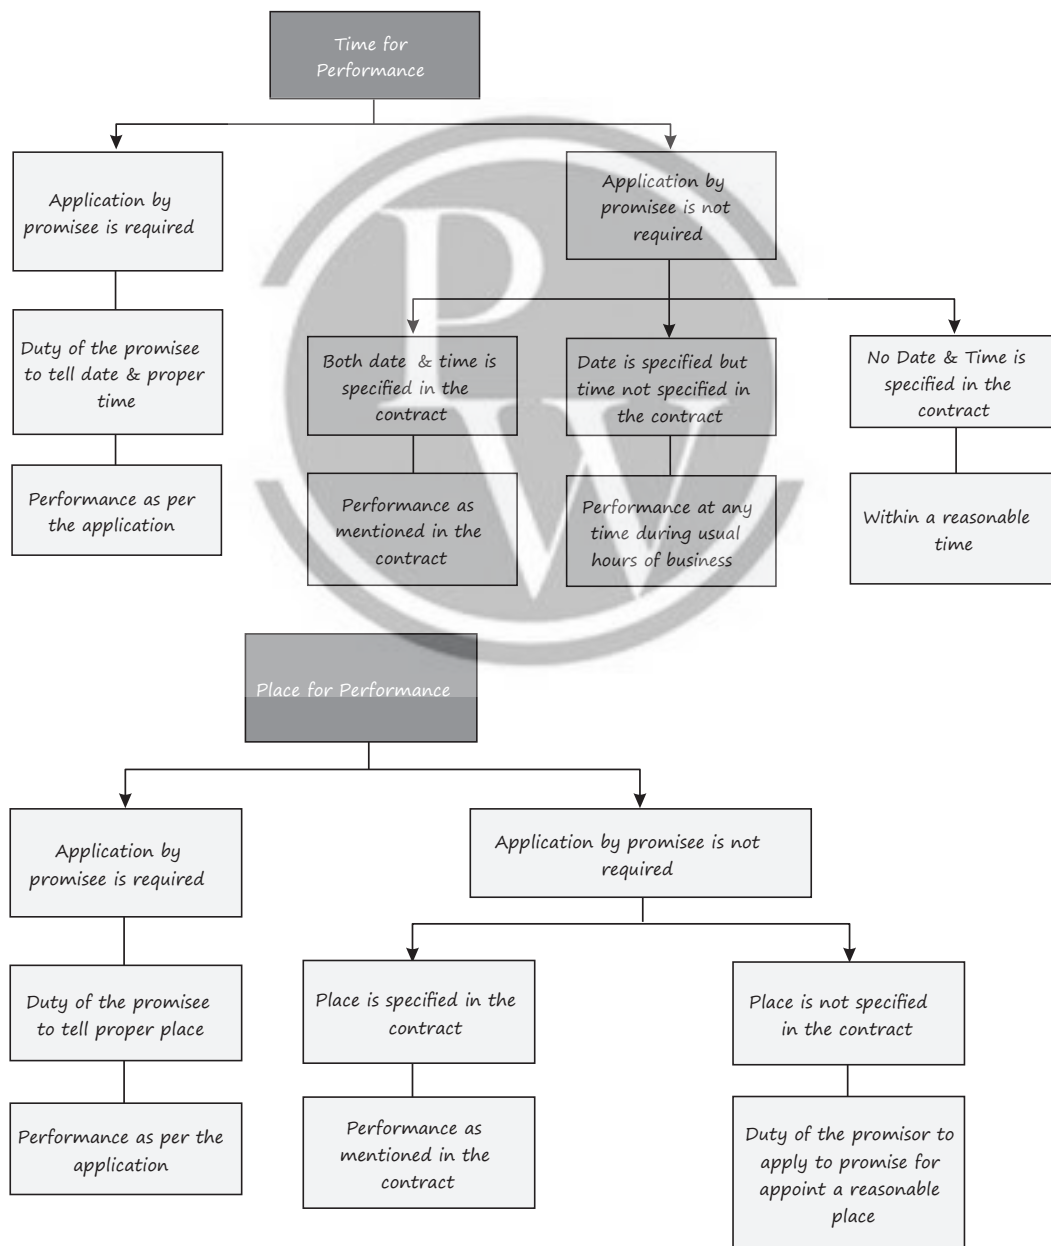 Time for
Performance
Application by
promisee is required
Application by
promisee is not
required
Duty of the promisee
to tell date & proper
time
Both date & time is
specified in the
contract
Date is specified but
time not specified in
the contract
No Date & Time is
specified in the
contract
Performance as per
the application
Performance as
mentioned in the
contract
Performance at any
time during usual
hours of business
Within a reasonable
time
PW
Place for Performance
Application by
promisee is required
Application by promisee is not
required
Duty of the promisee
to tell proper place
Place is specified in the
contract
Place is not specified
in the contract
Performance as per the
application
Performance as
mentioned in the
contract
Duty of the promisor to
apply to promise for
appoint a reasonable
place